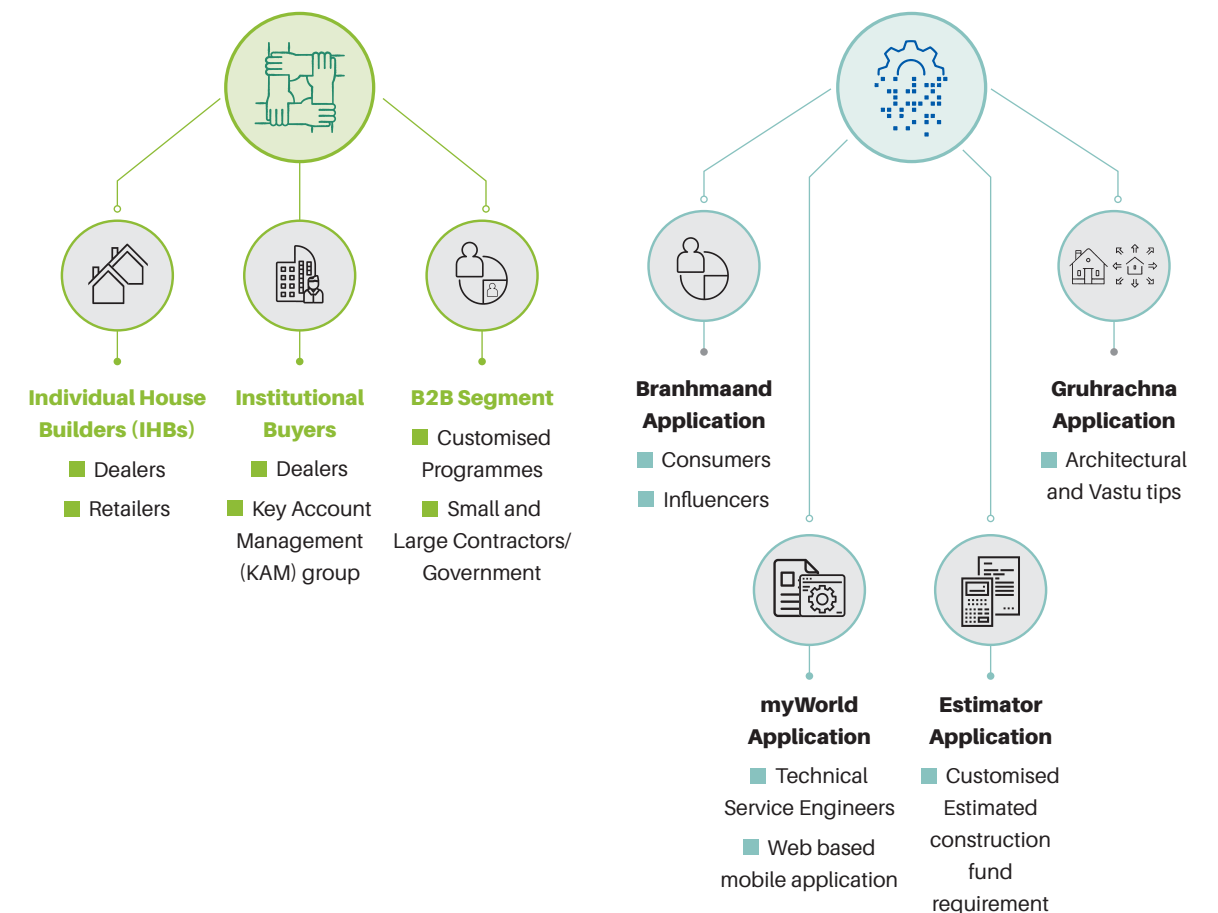 Individual House
Builders (IHBs)
Dealers
Retailers
Institutional
Buyers
Dealers
Key Account
Management
(KAM) group
B2B Segment
Customised
Programmes
Small and
Large Contractors/
Government
Branhmaand
Application
Consumers
Influencers
Gruhrachna
Application
Architectural
and Vastu tips
myWorld
Application
Technical
Service Engineers
Web based
mobile application
Estimator
Application
Customised
Estimated
construction
fund
requirement